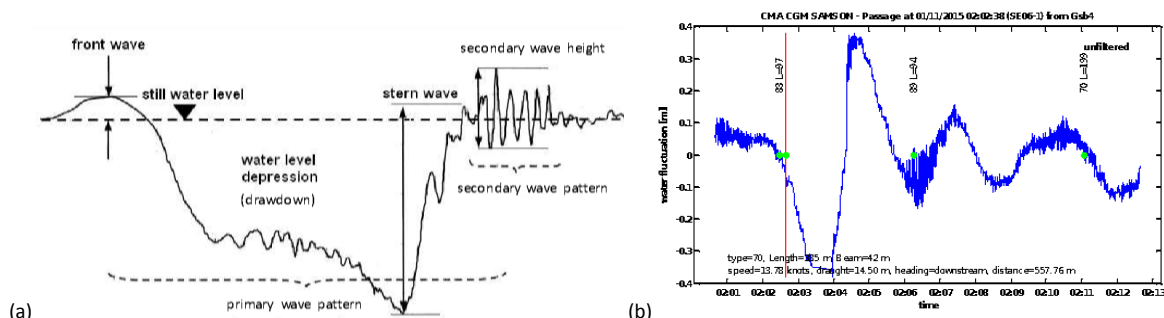 front wave
still water level
water level
depression
(drawdown)
stern wave
secondary wave height
secondary wave pattern
primary wave pattern
(a)
CMA CGM SAMSON - Passage at 01/11/2015 02:02:38 (SE06-1) from Gsb4
unfiltered
83 L=97
89 L=94
70 L=199
water fluctuation [m]
0.4
0.3
0.2
0.1
0
-0.1
-0.2
-0.3
-0.4
type=70, Length=185 m, Beam=42 m
speed=13.78 knots, draught=14.50 m, heading=downstream, distance=557.76 m
02:01 02:02 02:03 02:04 02:05 02:06 02:07 02:08 02:09 02:10 02:11 02:12 02:13
time
(b)